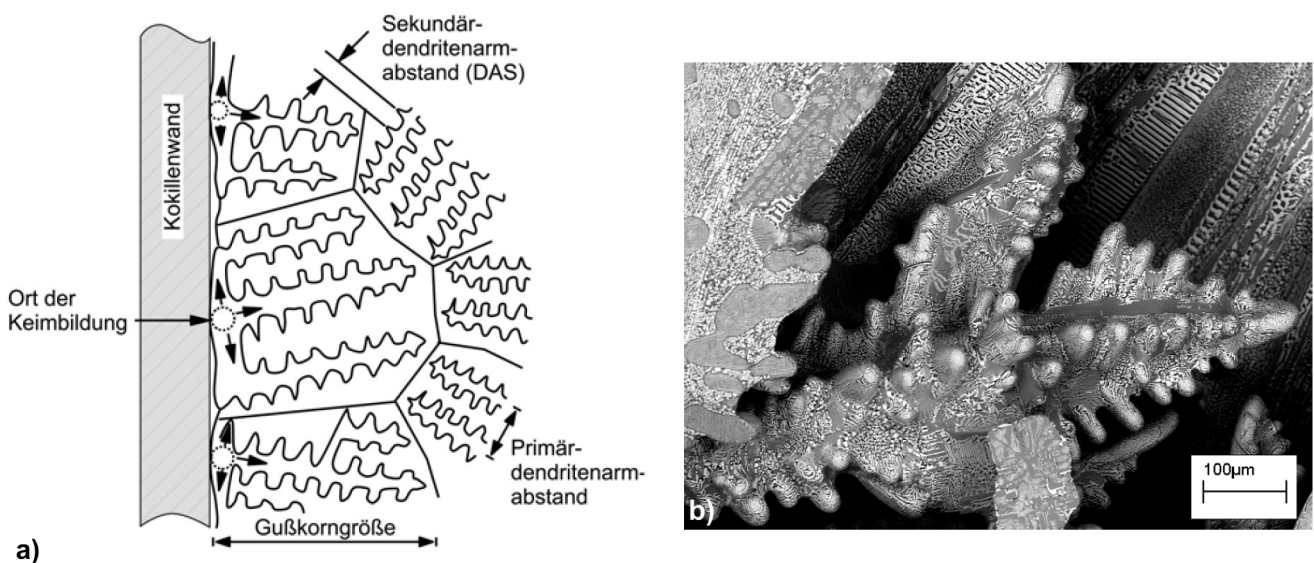 Sekundär-
dendritenarm-
abstand (DAS)
Kokillenwand
Ort der
Keimbildung
Primär-
dendritenarm-
abstand
Gußkorngröße
a)
b)
100µm